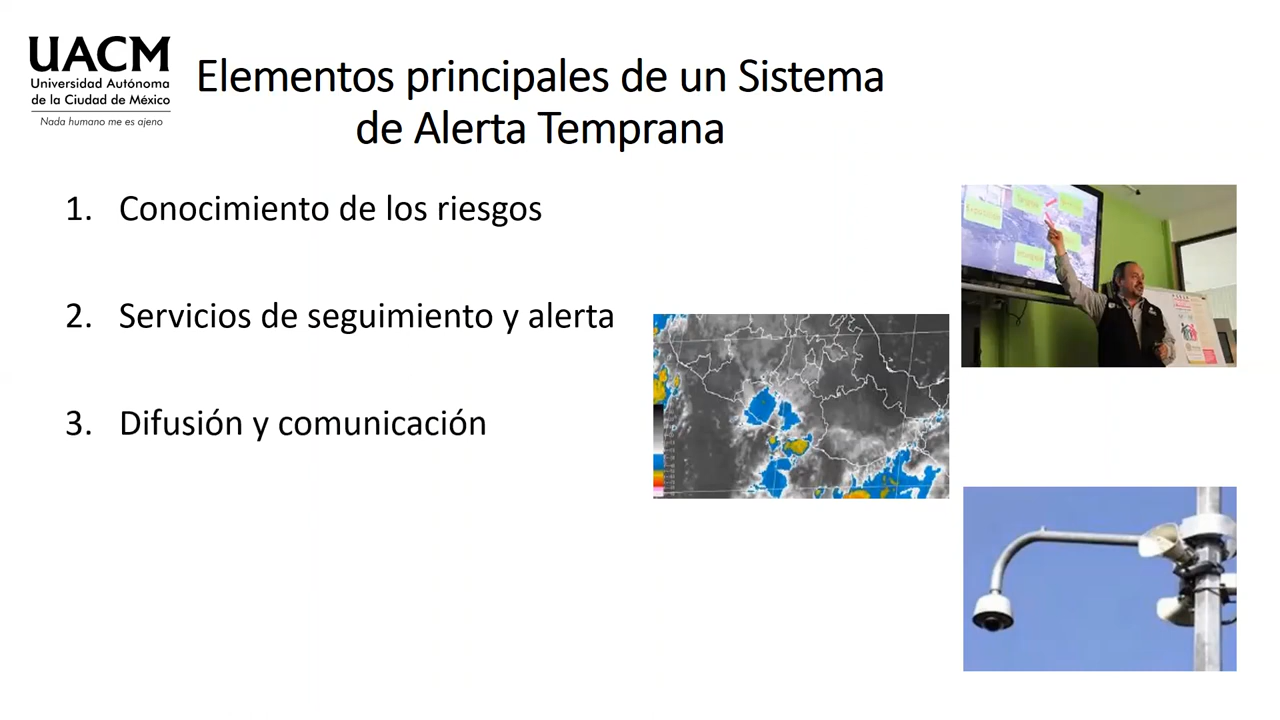 UACM
Universidad Autónoma
de la Ciudad de México
Nada humano me es ajeno
Elementos principales de un Sistema
de Alerta Temprana
1. Conocimiento de los riesgos
2. Servicios de seguimiento y alerta
3. Difusión y comunicación